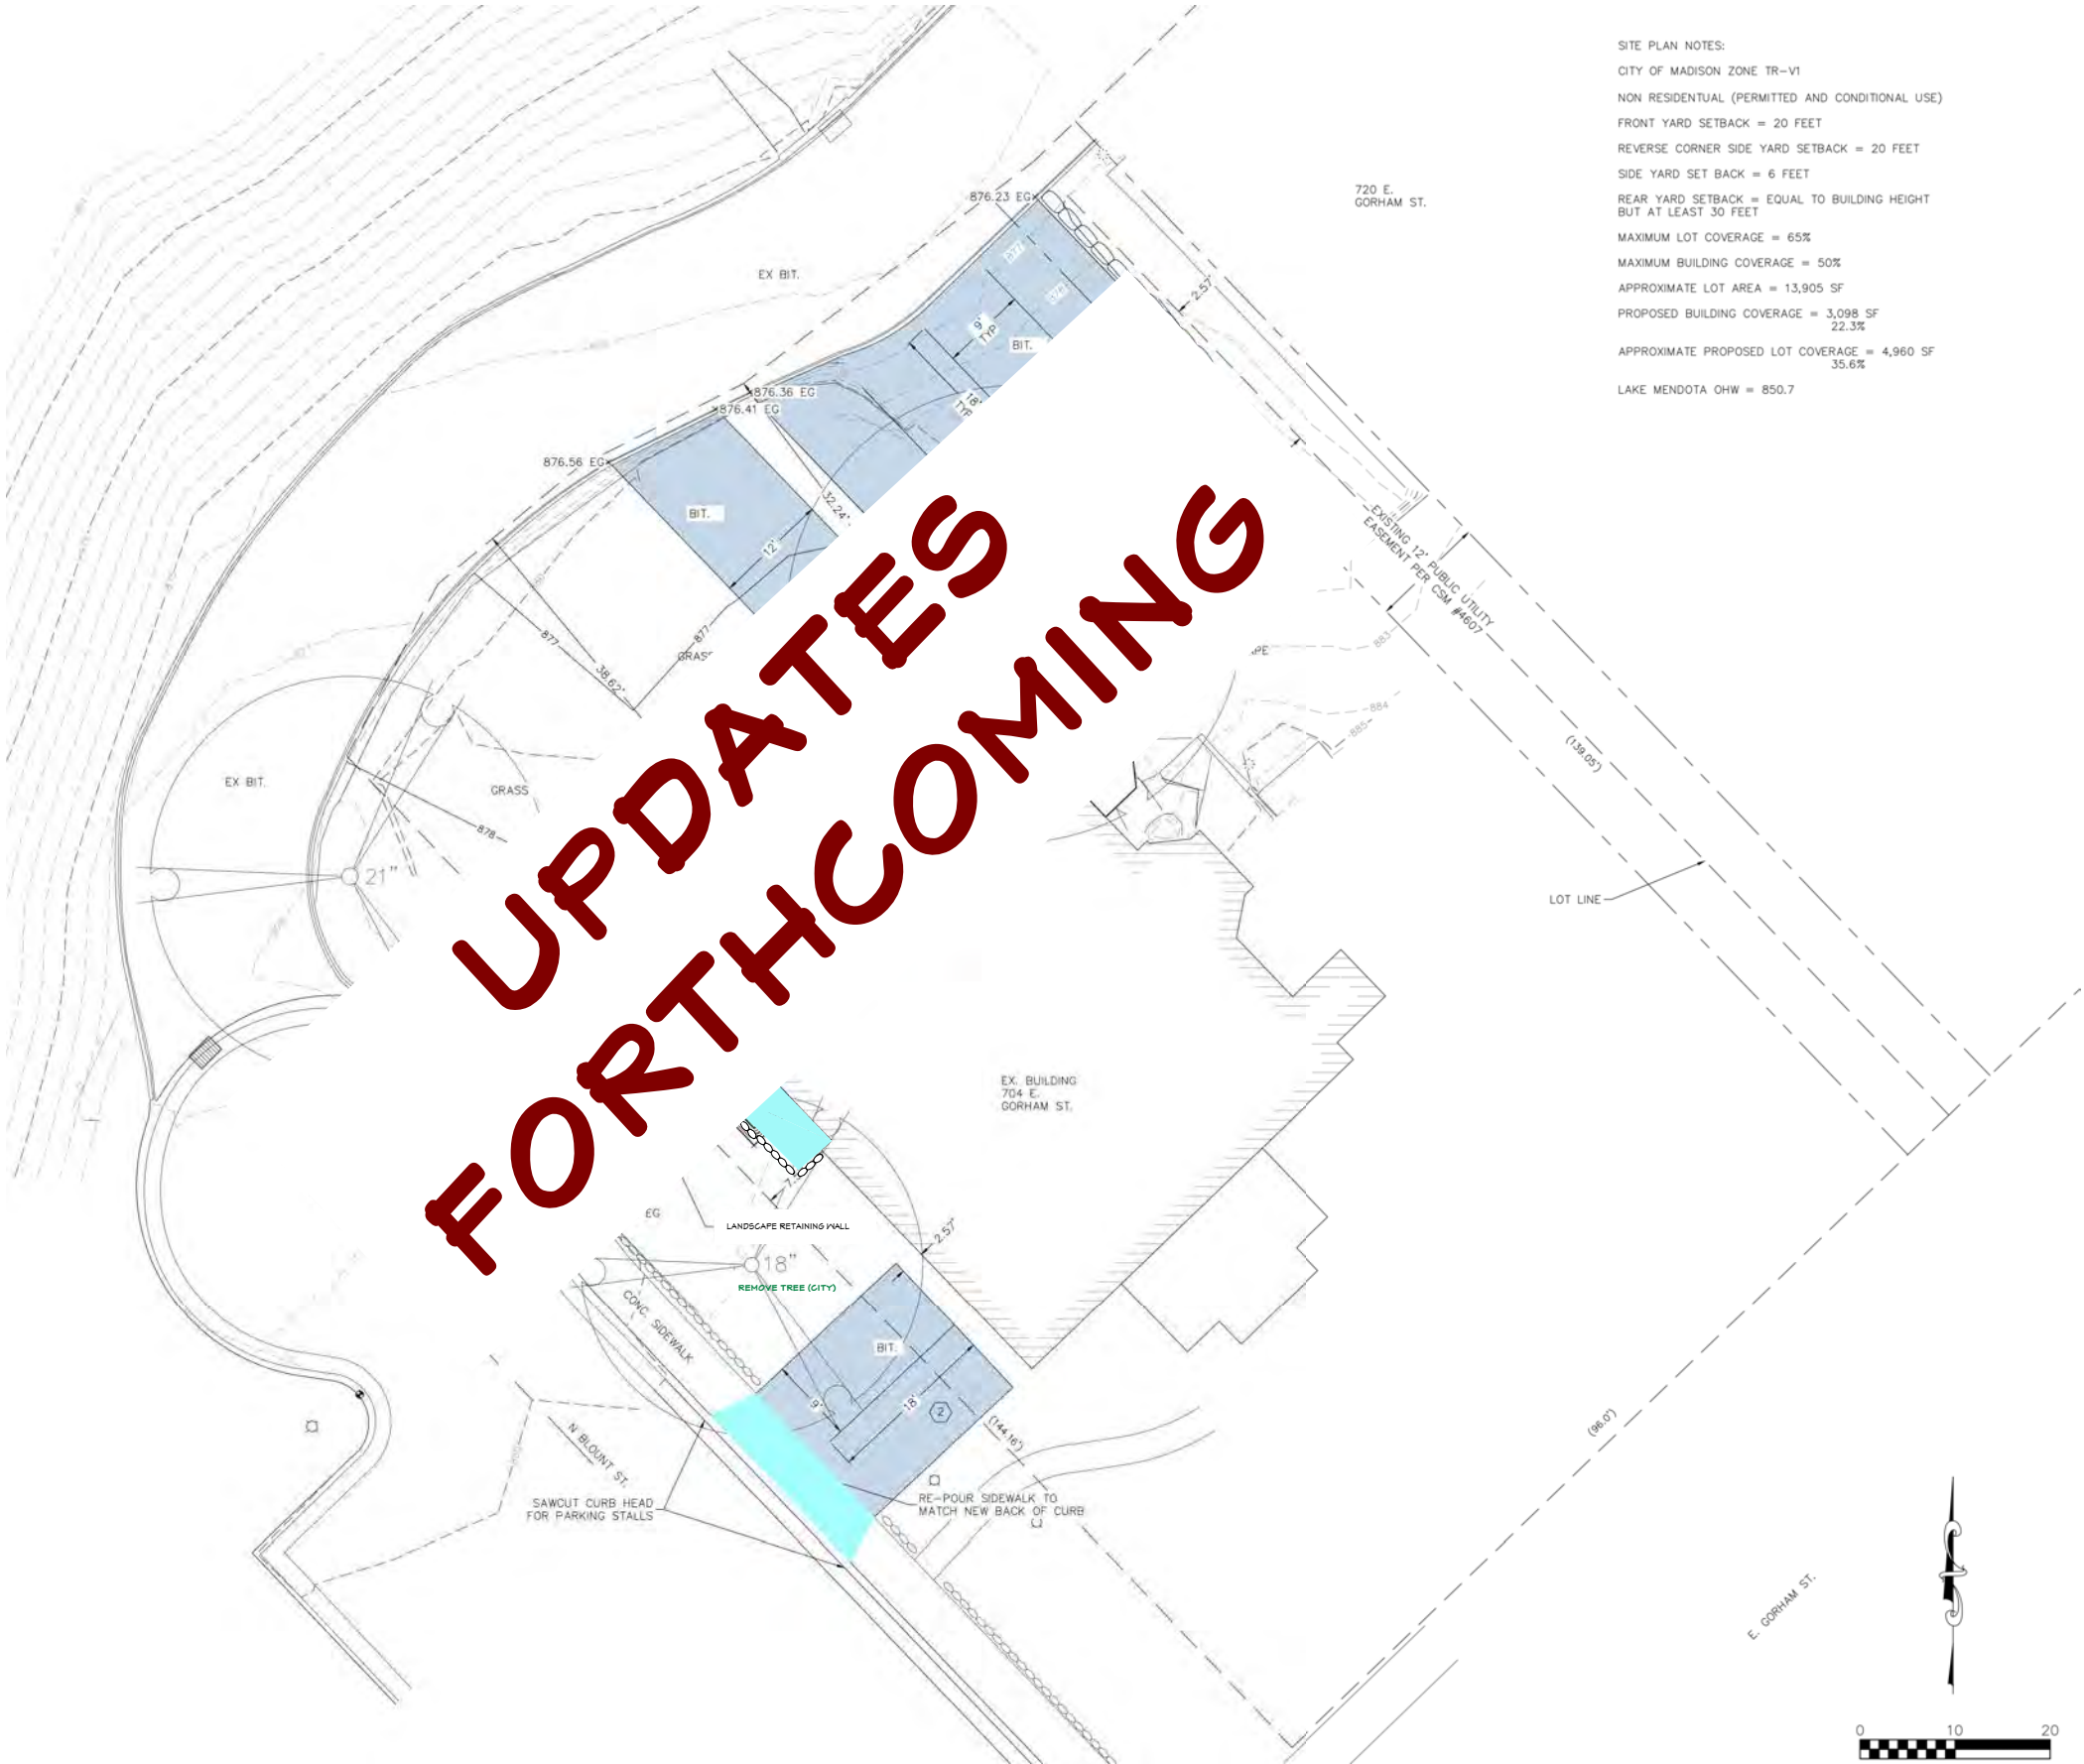 SITE PLAN NOTES:
CITY OF MADISON ZONE TR-V1
NON RESIDENTUAL (PERMITTED AND CONDITIONAL USE)
FRONT YARD SETBACK = 20 FEET
REVERSE CORNER SIDE YARD SETBACK = 20 FEET
SIDE YARD SET BACK = 6 FEET
REAR YARD SETBACK = EQUAL TO BUILDING HEIGHT
BUT AT LEAST 30 FEET
MAXIMUM LOT COVERAGE = 65%
MAXIMUM BUILDING COVERAGE = 50%
APPROXIMATE LOT AREA = 13,905 SF
PROPOSED BUILDING COVERAGE = 3,098 SF
22.3%
APPROXIMATE PROPOSED LOT COVERAGE = 4,960 SF
35.6%
LAKE MENDOTA OHW = 850.7
720 E.
GORHAM ST.
876.23 EG
877
878
EX BIT.
2.57'
9'
TYP
BIT.
18'
TYP
876.36 EG
876.41 EG
876.56 EG
BIT.
32.24'
12'
EXISTING 12' PUBLIC UTILITY
EASEMENT PER CSM #4607
UPDATES
FORTHCOMING
877
877
GRAS
38.62'
883
884
885
(139.05')
EX BIT.
GRASS
878
21"
LOT LINE
EX. BUILDING
704 E.
GORHAM ST.
7.
EG
LANDSCAPE RETAINING WALL
2.57'
18"
REMOVE TREE (CITY)
CONC. SIDEWALK
BIT.
9'
18'
2
(144.16')
(96.0')
N BLOUNT ST.
SAWCUT CURB HEAD
FOR PARKING STALLS
RE-POUR SIDEWALK TO
MATCH NEW BACK OF CURB
E. GORHAM ST.
0 10 20